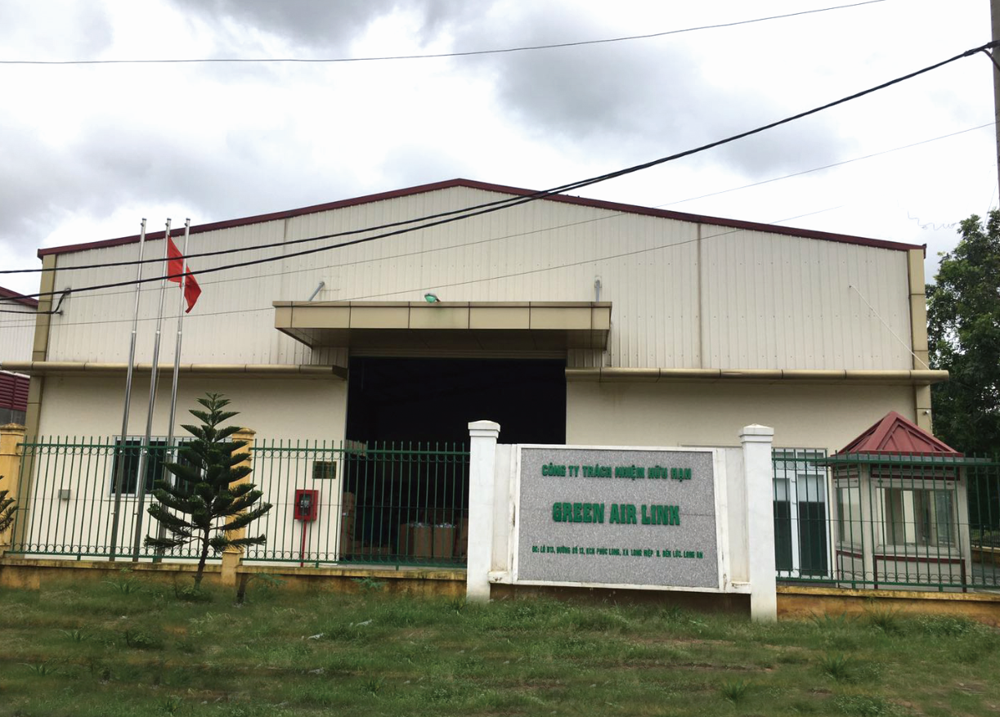 CÔNG TY TRÁCH NHIỆM HỮU HẠN
GREEN AIR LINK
ĐC: LÔ B13, ĐƯỜNG SỐ 13, KCN PHÚC LONG, XÃ LONG HIỆP H. BẾN LỨC, LONG AN